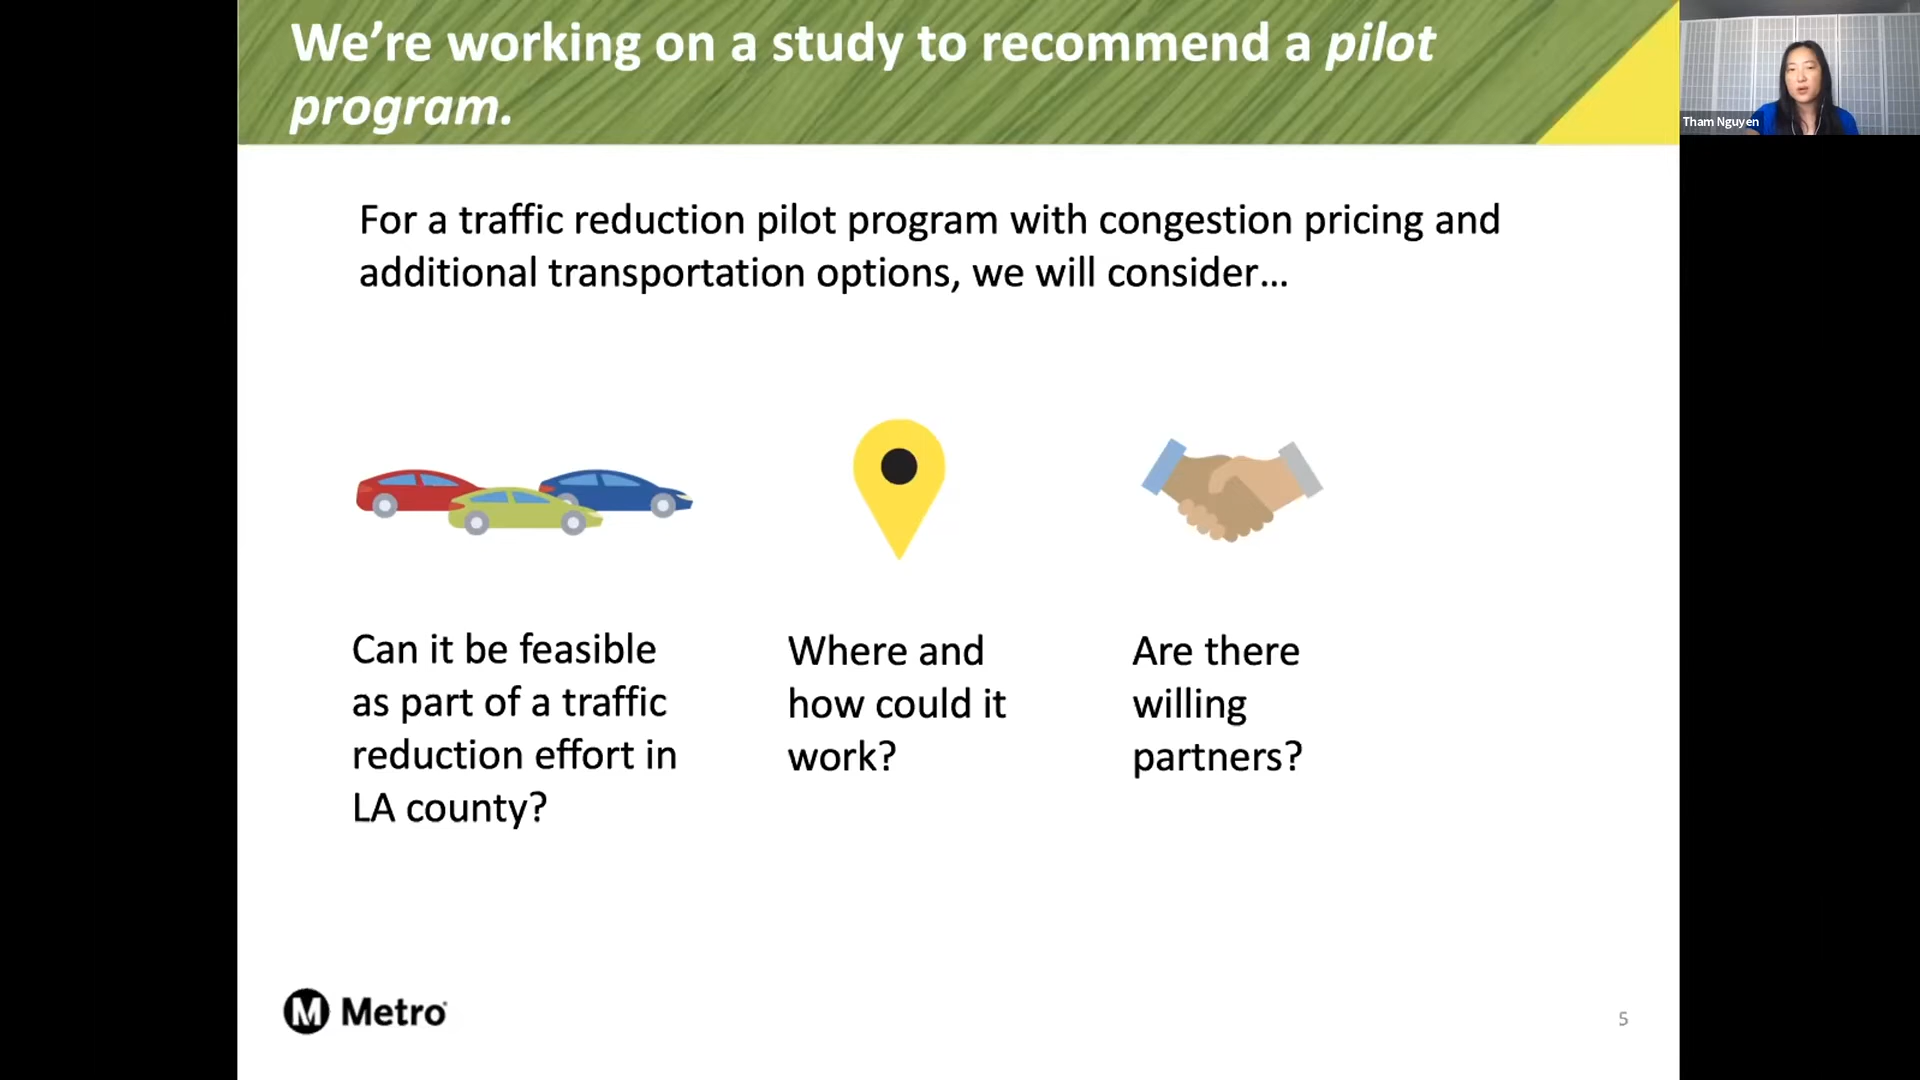 We're working on a study to recommend a pilot
program.
Tham Nguyen
For a traffic reduction pilot program with congestion pricing and
additional transportation options, we will consider...
Can it be feasible
as part of a traffic
reduction effort in
LA county?
Where and
how could it
work?
Are there
willing
partners?
M Metro
5